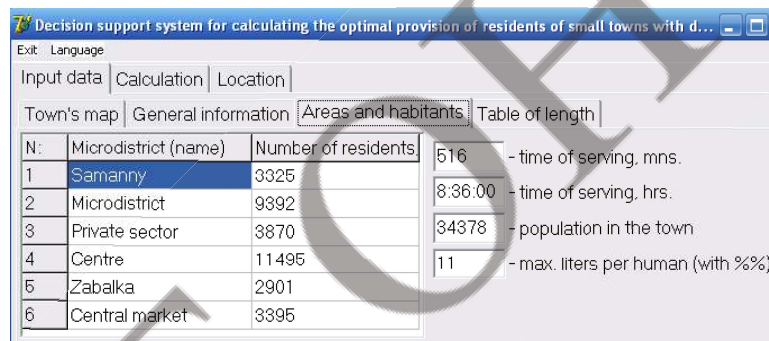 Decision support system for calculating the optimal provision of residents of small towns with d...
Exit Language
Input data Calculation Location
Town's map General information Areas and habitants Table of length
N: Microdistrict (name) Number of residents
1 Samanny 3325
2 Microdistrict 9392
3 Private sector 3870
4 Centre 11495
5 Zabalka 2901
6 Central market 3395
516 - time of serving, mns.
8:36:00 - time of serving, hrs.
34378 - population in the town
11 - max. liters per human (with %%)